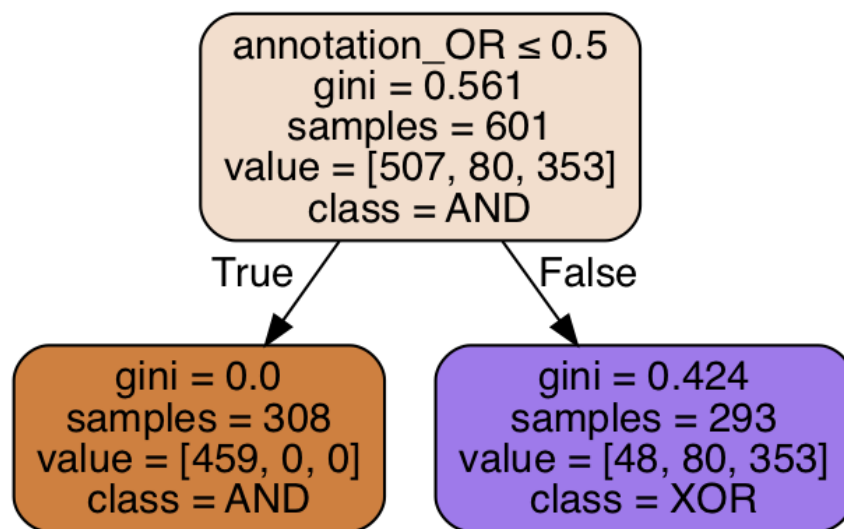 annotation_OR ≤ 0.5
gini = 0.561
samples = 601
value = [507, 80, 353]
class = AND
True
False
gini = 0.0
samples = 308
value = [459, 0, 0]
class = AND
gini = 0.424
samples = 293
value = [48, 80, 353]
class = XOR